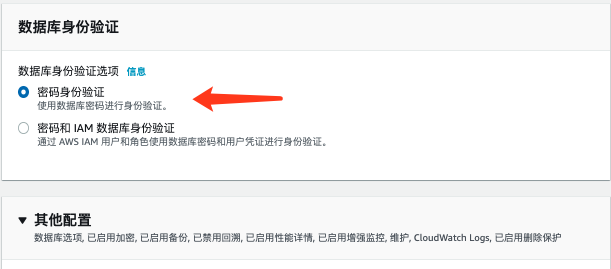 数据库身份验证
数据库身份验证选项 信息
密码身份验证
使用数据库密码进行身份验证。
密码和 IAM 数据库身份验证
通过 AWS IAM 用户和角色使用数据库密码和用户凭证进行身份验证。
其他配置
数据库选项, 已启用加密, 已启用备份, 已禁用回溯, 已启用性能详情, 已启用增强监控, 维护, CloudWatch Logs, 已启用删除保护